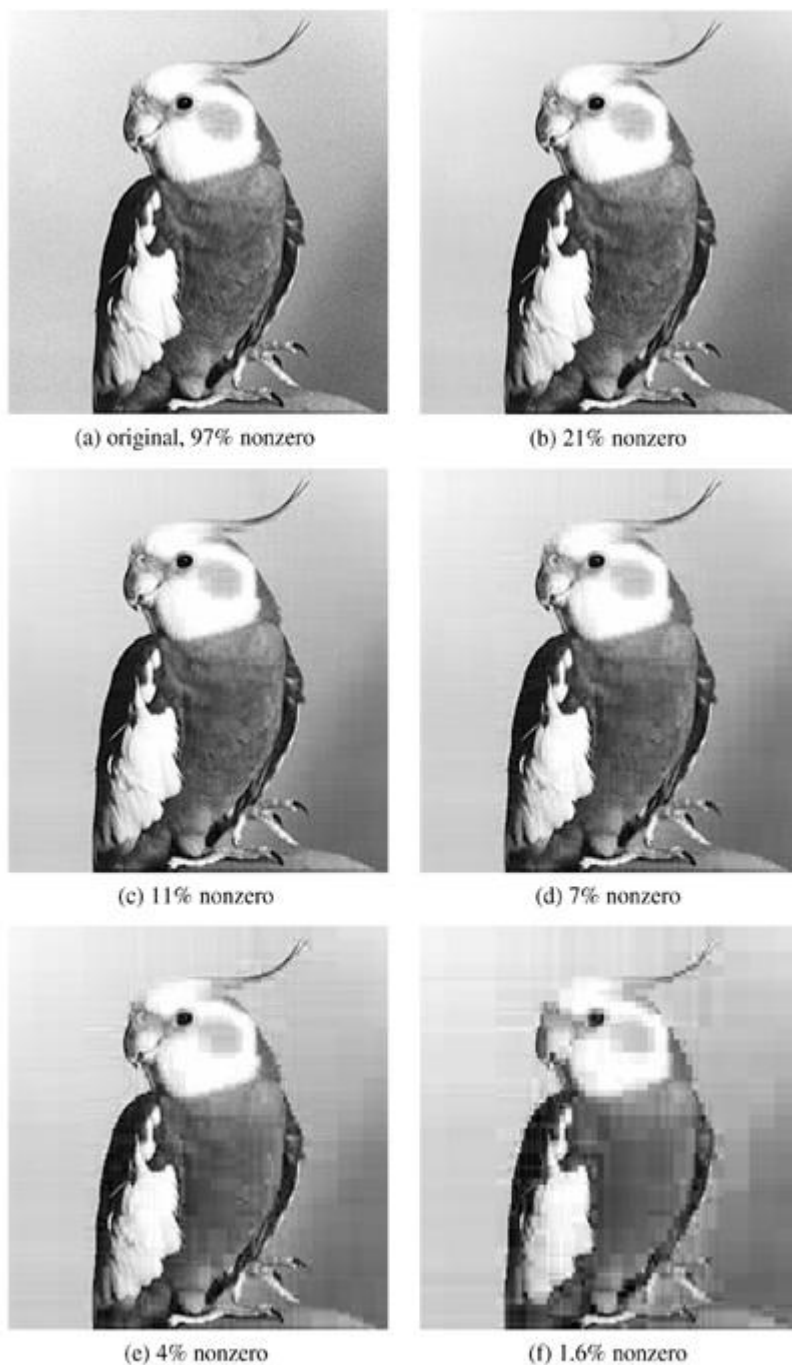 (a) original, 97% nonzero
(b) 21% nonzero
(c) 11% nonzero
(d) 7% nonzero
(e) 4% nonzero
(f) 1.6% nonzero